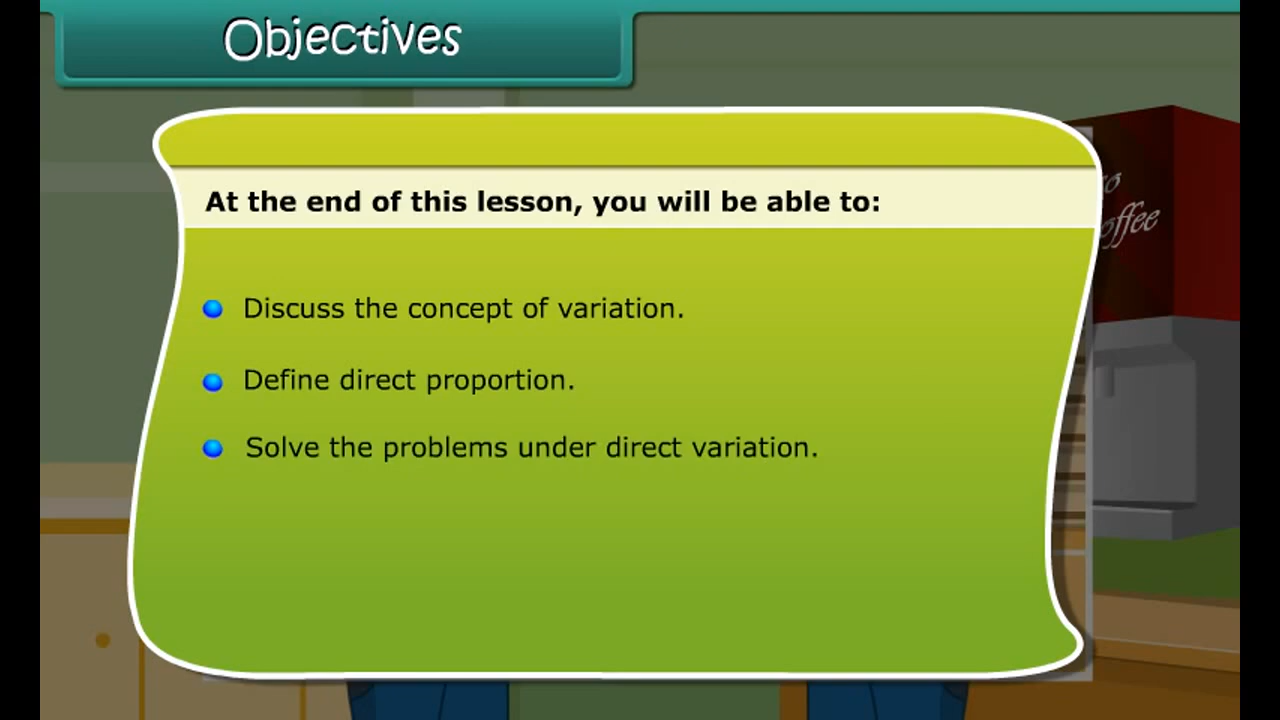 Objectives
At the end of this lesson, you will be able to:
Discuss the concept of variation.
Define direct proportion.
Solve the problems under direct variation.